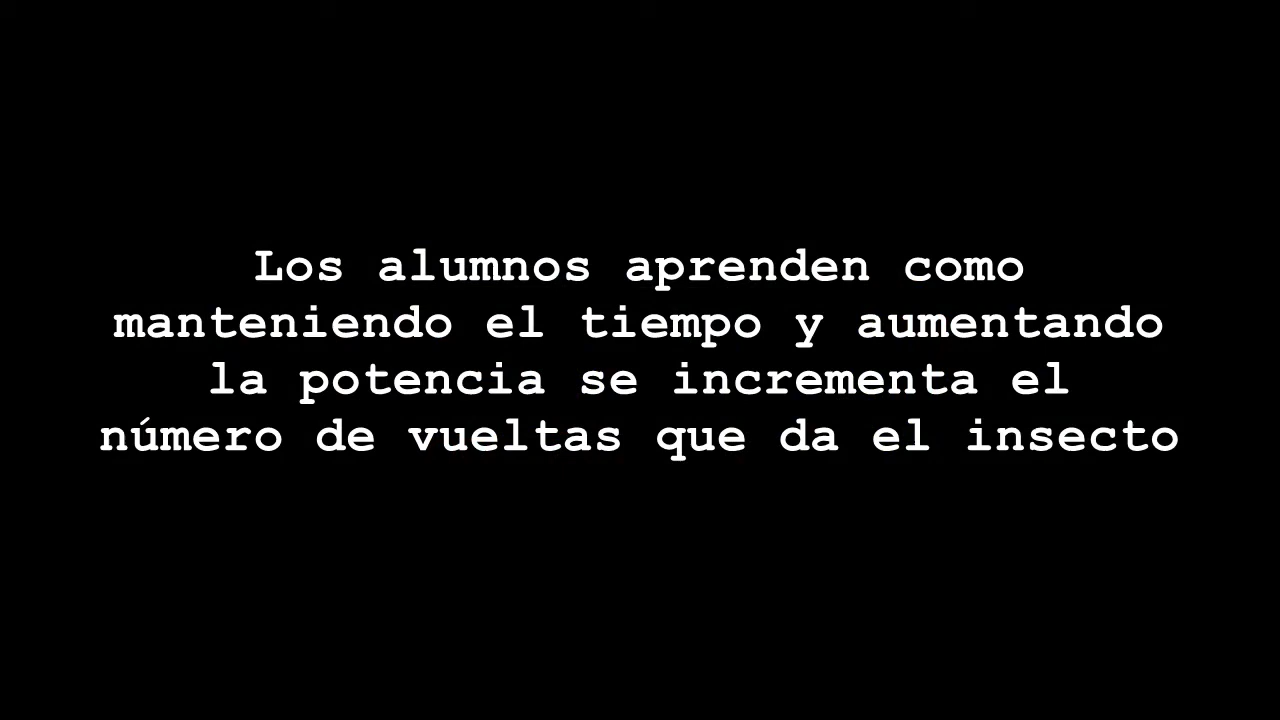 Los alumnos aprenden como
manteniendo el tiempo y aumentando
la potencia se incrementa el
número de vueltas que da el insecto